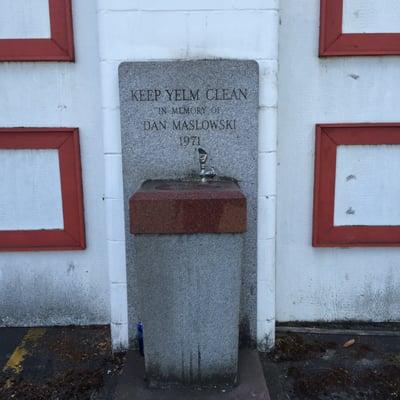 KEEP YELM CLEAN
IN MEMORY OF
DAN MASLOWSKI
1971